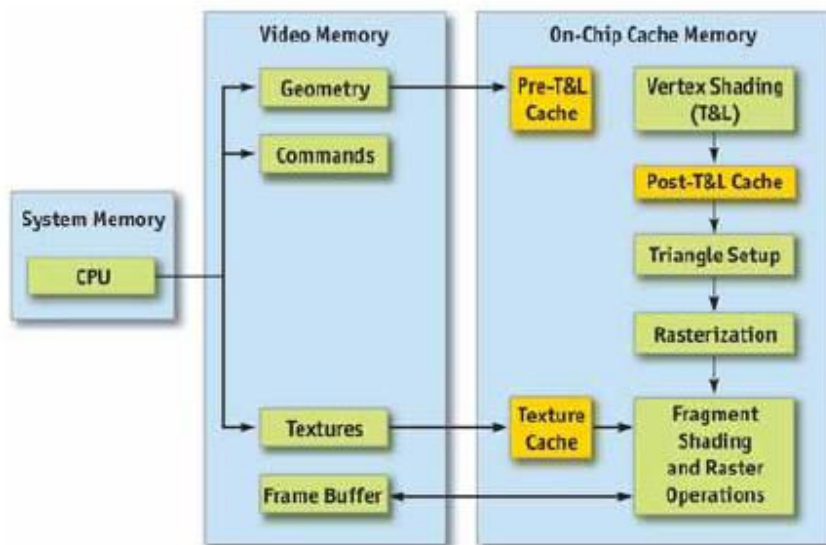 Video Memory
On-Chip Cache Memory
Geometry
Pre-T&L
Cache
Vertex Shading
(T&L)
Commands
Post-T&L Cache
System Memory
CPU
Triangle Setup
Rasterization
Textures
Texture
Cache
Fragment
Shading
and Raster
Operations
Frame Buffer